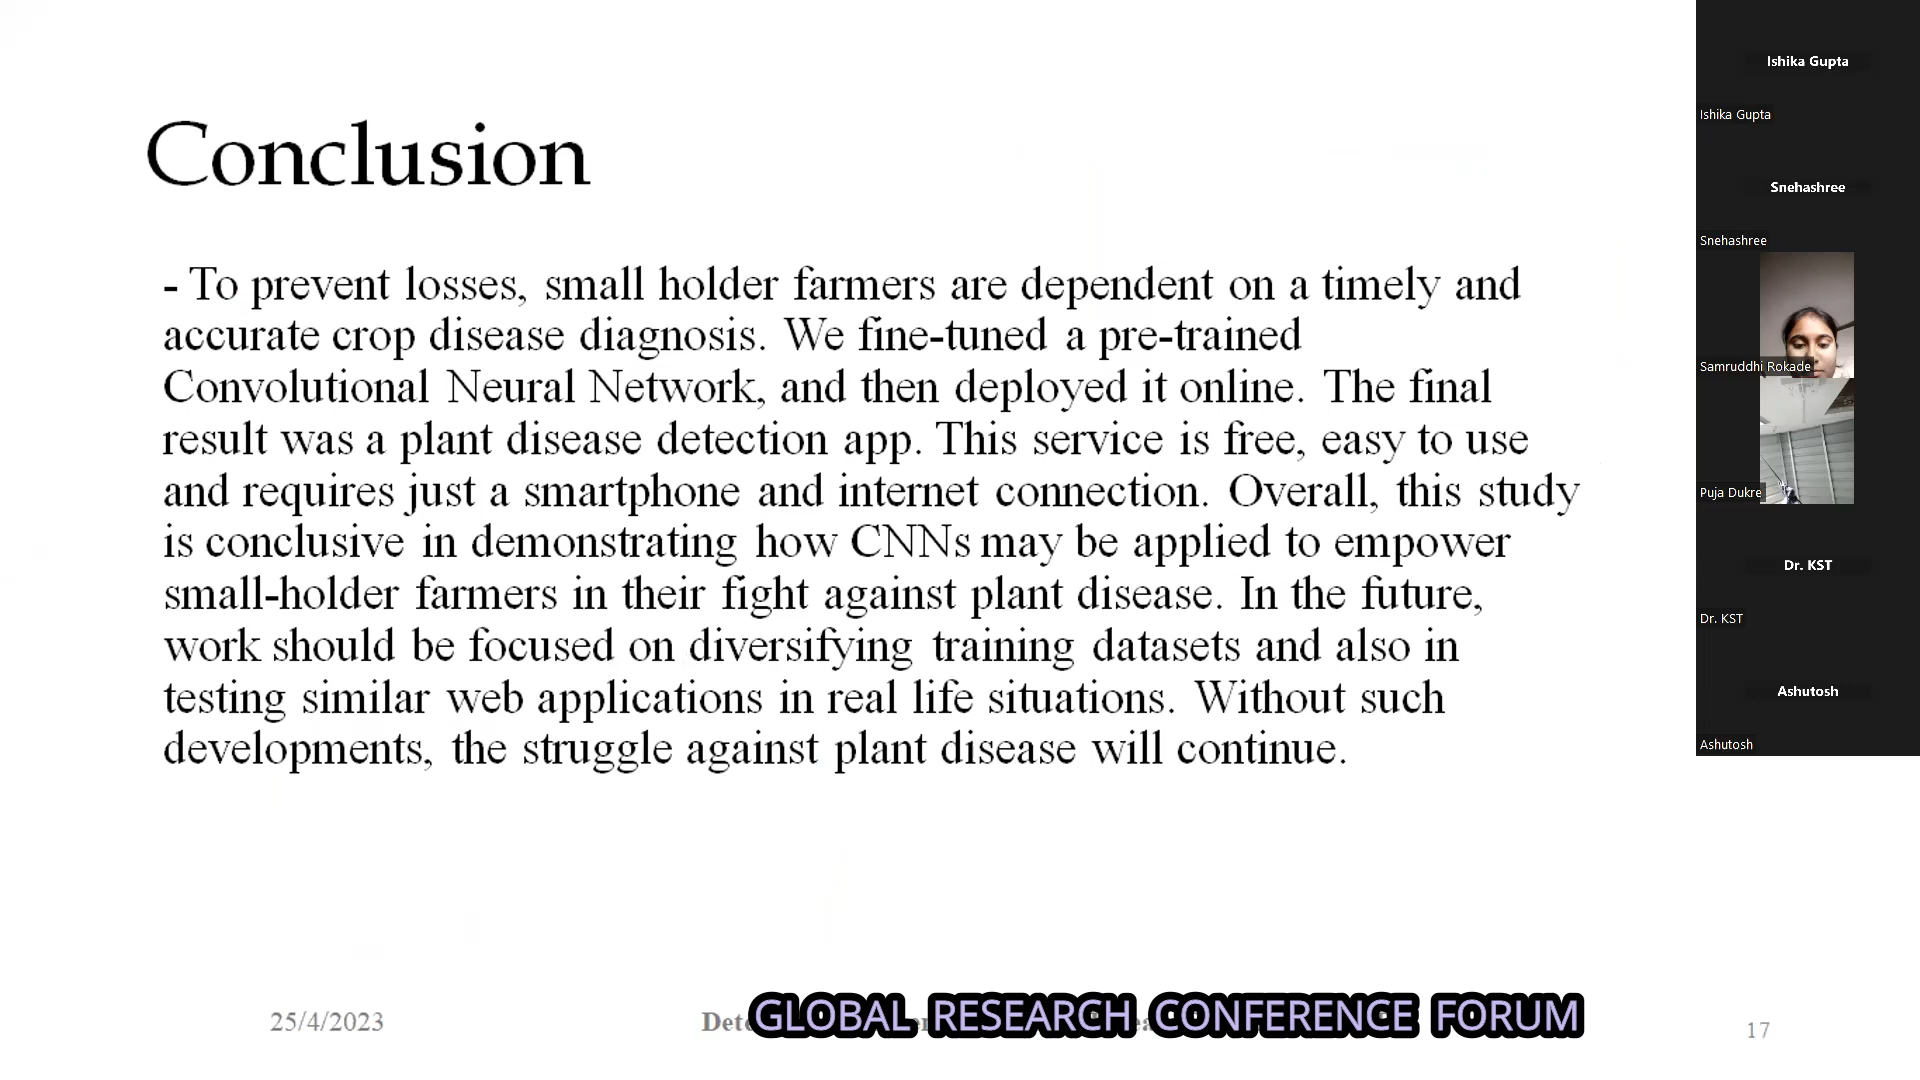 Conclusion
- To prevent losses, small holder farmers are dependent on a timely and
accurate crop disease diagnosis. We fine-tuned a pre-trained
Convolutional Neural Network, and then deployed it online. The final
result was a plant disease detection app. This service is free, easy to use
and requires just a smartphone and internet connection. Overall, this study
is conclusive in demonstrating how CNNs may be applied to empower
small-holder farmers in their fight against plant disease. In the future,
work should be focused on diversifying training datasets and also in
testing similar web applications in real life situations. Without such
developments, the struggle against plant disease will continue.
25/4/2023
GLOBAL RESEARCH CONFERENCE FORUM
17
Ishika Gupta
Ishika Gupta
Snehashree
Snehashree
Samruddhi Rokade
Puja Dukre
Dr. KST
Dr. KST
Ashutosh
Ashutosh